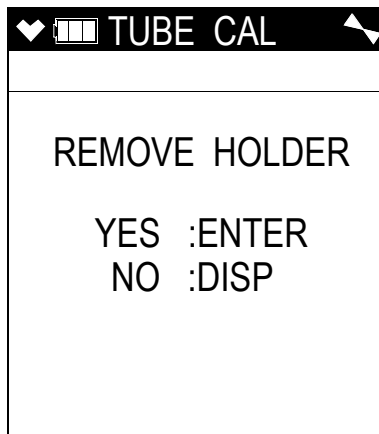 TUBE CAL
REMOVE HOLDER
YES :ENTER
NO :DISP